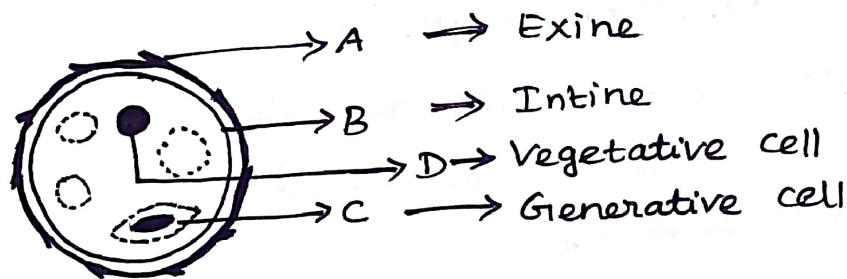 A → Exine
B → Intine
D → Vegetative cell
C → Generative cell